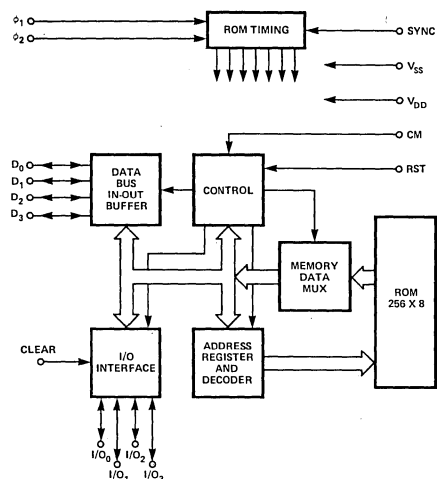 ϕ1
ϕ2
ROM TIMING
SYNC
VSS
VDD
CM
RST
D0
D1
D2
D3
DATA
BUS
IN-OUT
BUFFER
CONTROL
MEMORY
DATA
MUX
ROM
256 X 8
CLEAR
I/O
INTERFACE
ADDRESS
REGISTER
AND
DECODER
I/O0
I/O1
I/O2
I/O3